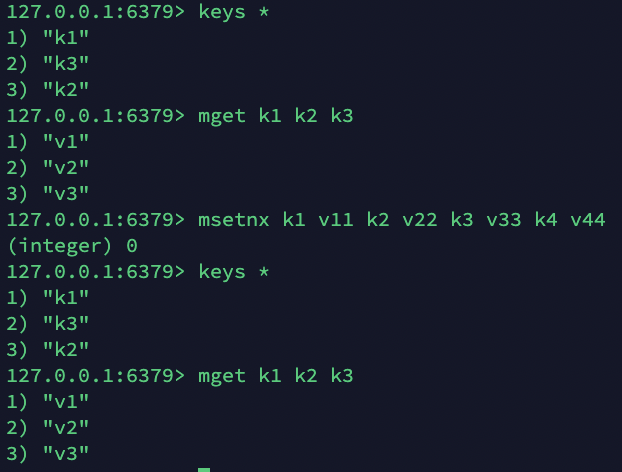 127.0.0.1:6379> keys *
1) "k1"
2) "k3"
3) "k2"
127.0.0.1:6379> mget k1 k2 k3
1) "v1"
2) "v2"
3) "v3"
127.0.0.1:6379> msetnx k1 v11 k2 v22 k3 v33 k4 v44
(integer) 0
127.0.0.1:6379> keys *
1) "k1"
2) "k3"
3) "k2"
127.0.0.1:6379> mget k1 k2 k3
1) "v1"
2) "v2"
3) "v3"